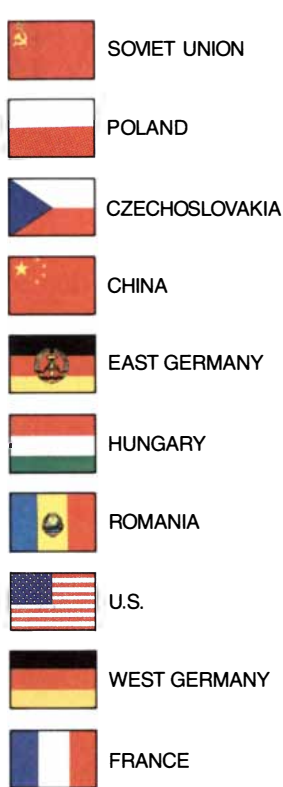 SOVIET UNION
POLAND
CZECHOSLOVAKIA
CHINA
EAST GERMANY
HUNGARY
ROMANIA
U.S.
WEST GERMANY
FRANCE